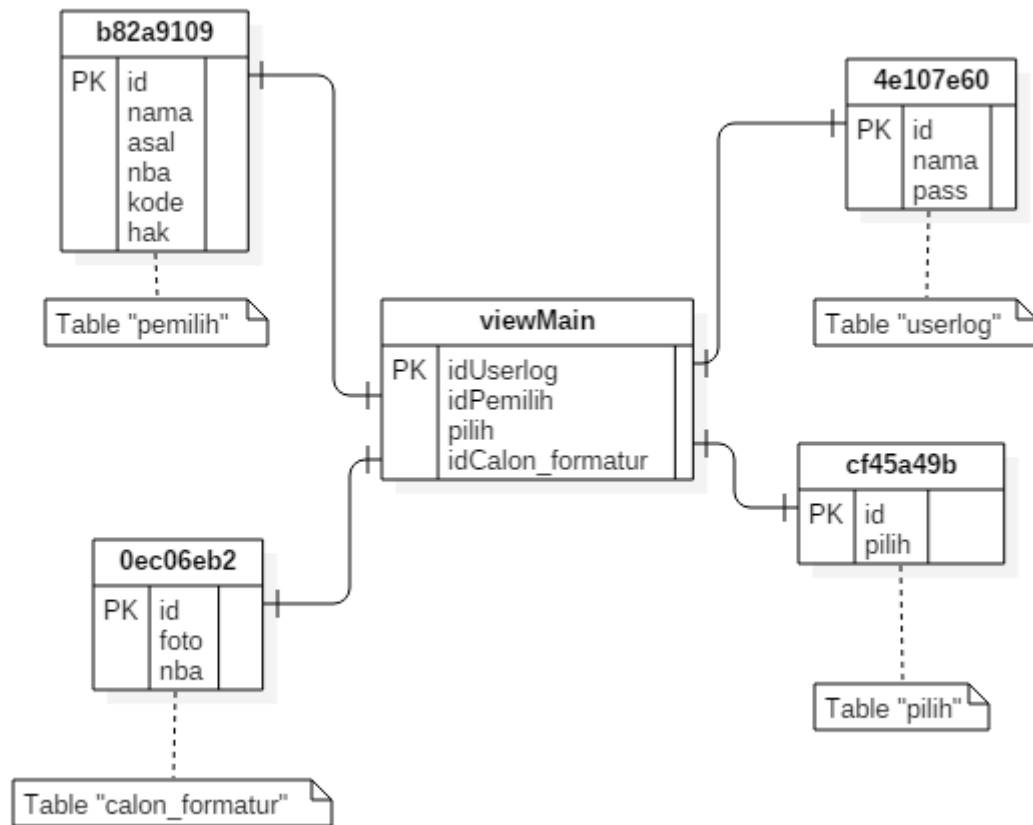 b82a9109
PK id
nama
asal
nba
kode
hak
Table "pemilih"
4e107e60
PK id
nama
pass
Table "userlog"
viewMain
PK idUserlog
idPemilih
pilih
idCalon_formatur
0ec06eb2
PK id
foto
nba
Table "calon_formatur"
cf45a49b
PK id
pilih
Table "pilih"